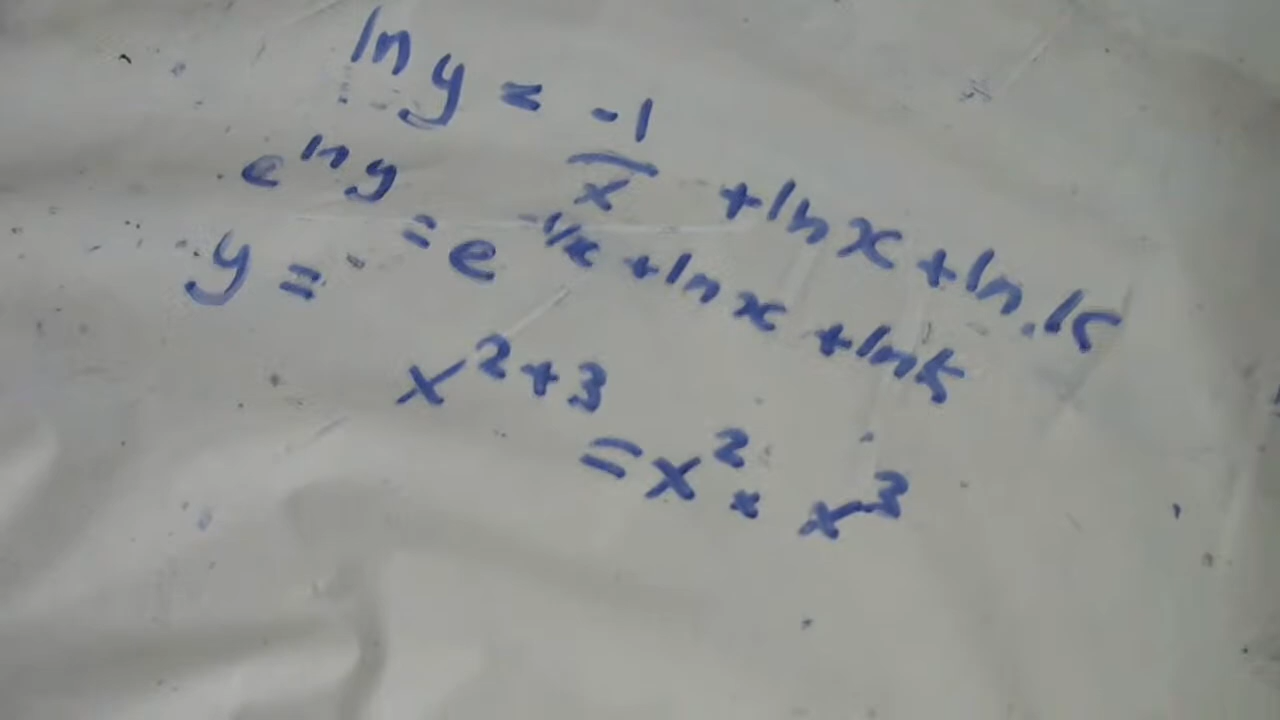 ln y = -1/x + ln x + ln k
e^ln y = e^-1/x + ln x + ln k
y =
x^2+3 = x^2 × x^3